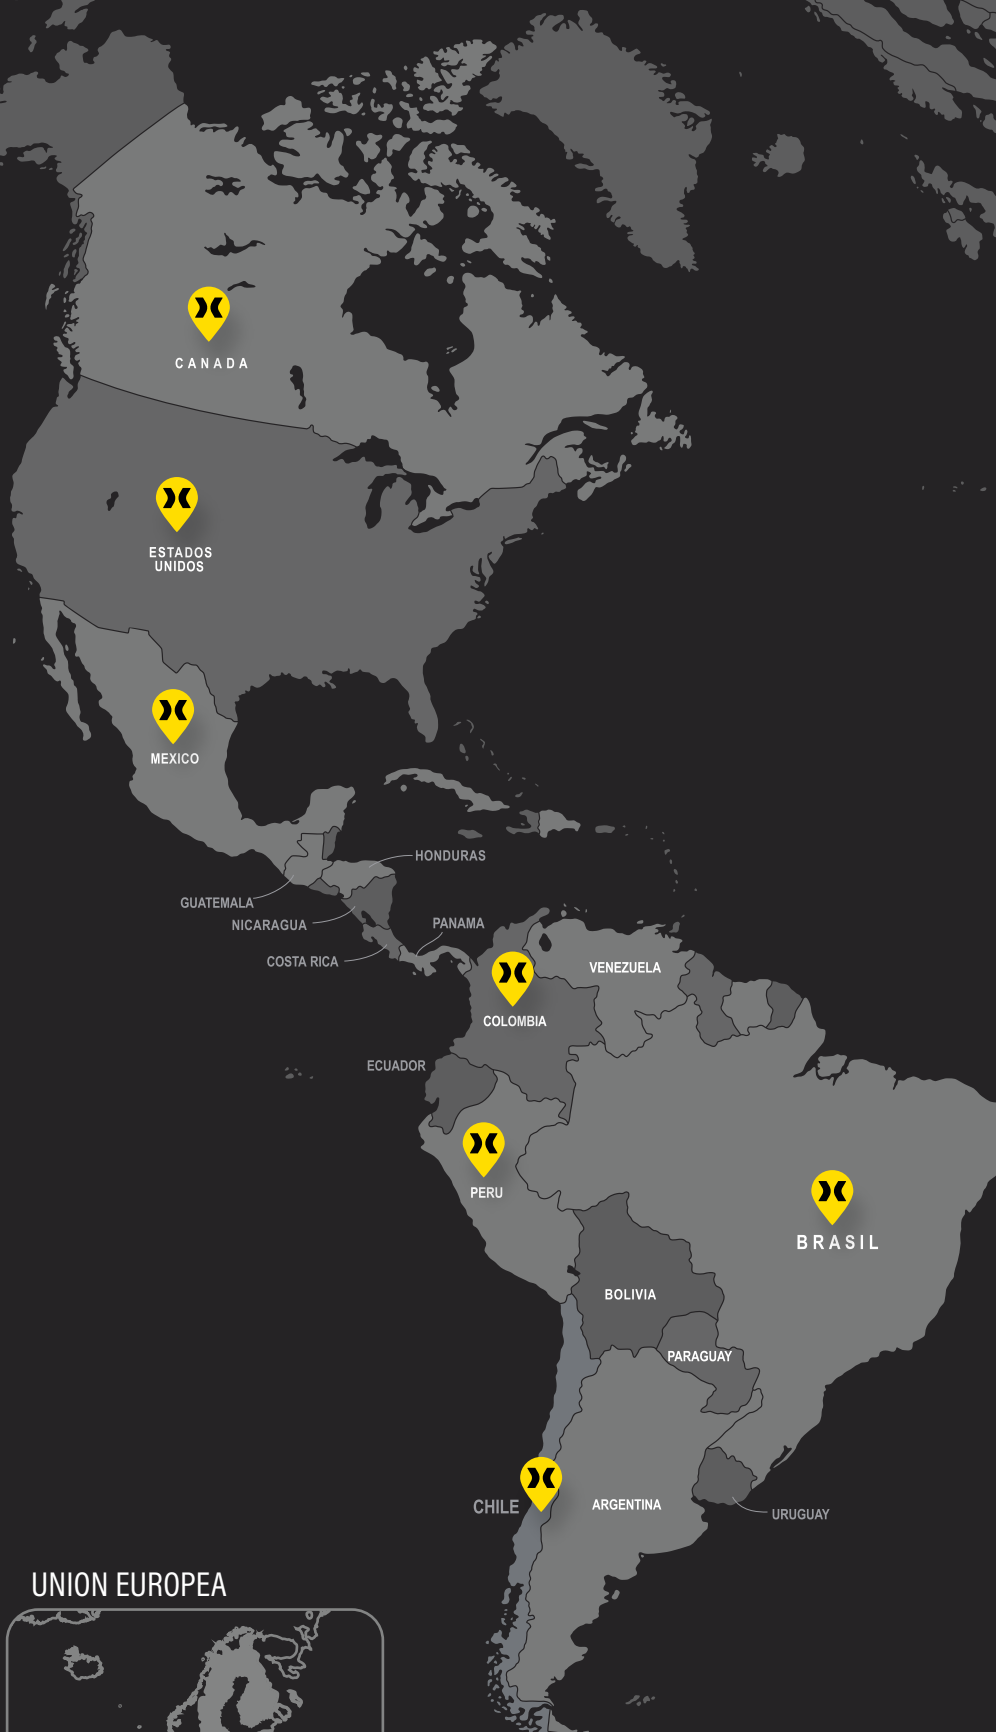 CANADA
ESTADOS
UNIDOS
MEXICO
HONDURAS
GUATEMALA
NICARAGUA
PANAMA
COSTA RICA
VENEZUELA
COLOMBIA
ECUADOR
PERU
BRASIL
BOLIVIA
PARAGUAY
CHILE
ARGENTINA
URUGUAY
UNION EUROPEA